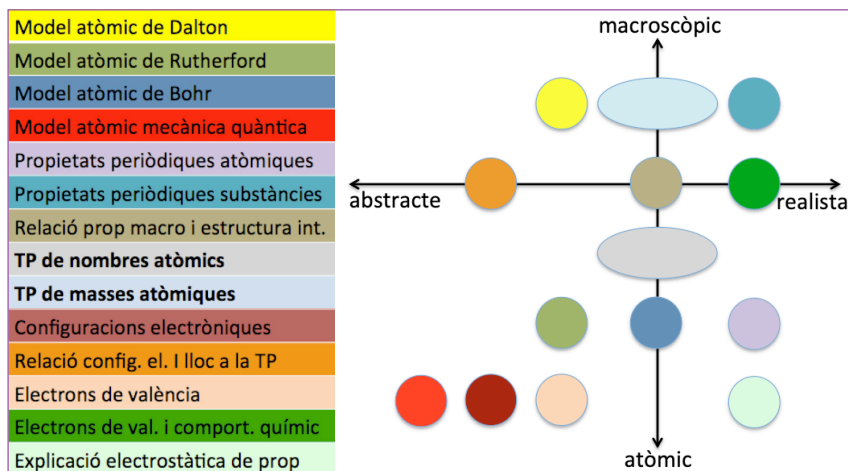 Model atòmic de Dalton
Model atòmic de Rutherford
Model atòmic de Bohr
Model atòmic mecànica quàntica
Propietats periòdiques atòmiques
Propietats periòdiques substàncies
Relació prop macro i estructura int.
TP de nombres atòmics
TP de masses atòmiques
Configuracions electròniques
Relació config. el. I lloc a la TP
Electrons de valència
Electrons de val. i comport. químic
Explicació electrostàtica de prop
macroscòpic
abstracte
realista
atòmic